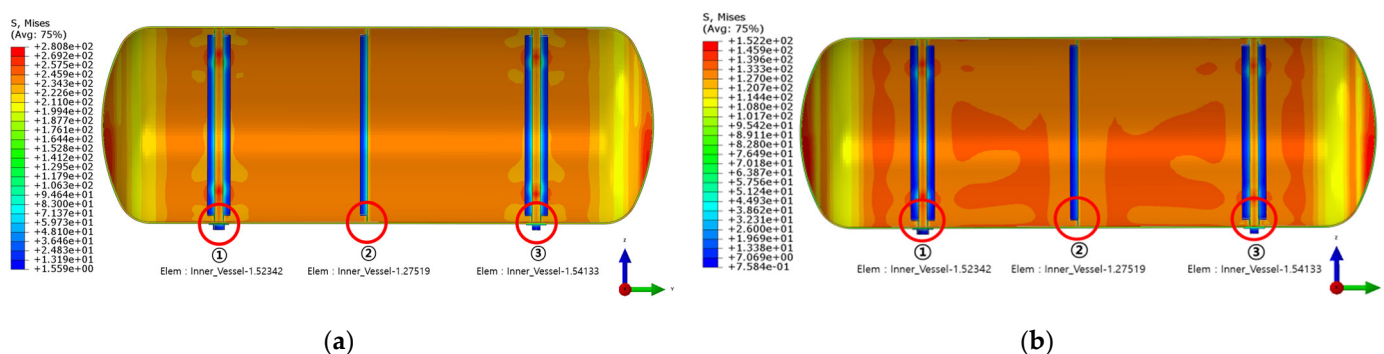 S, Mises
(Avg: 75%)
+2.808e+02
+2.692e+02
+2.575e+02
+2.459e+02
+2.343e+02
+2.226e+02
+2.110e+02
+1.994e+02
+1.877e+02
+1.761e+02
+1.644e+02
+1.528e+02
+1.412e+02
+1.295e+02
+1.179e+02
+1.063e+02
+9.464e+01
+8.300e+01
+7.137e+01
+5.973e+01
+4.810e+01
+3.646e+01
+2.483e+01
+1.319e+01
+1.559e+00
① ② ③
Elem : Inner_Vessel-1.52342 Elem : Inner_Vessel-1.27519 Elem : Inner_Vessel-1.54133
Z
Y
(a)
S, Mises
(Avg: 75%)
+1.522e+02
+1.459e+02
+1.396e+02
+1.333e+02
+1.270e+02
+1.207e+02
+1.144e+02
+1.080e+02
+1.017e+02
+9.542e+01
+8.911e+01
+8.280e+01
+7.649e+01
+7.018e+01
+6.387e+01
+5.756e+01
+5.124e+01
+4.493e+01
+3.862e+01
+3.231e+01
+2.600e+01
+1.969e+01
+1.338e+01
+7.069e+00
+7.584e-01
① ② ③
Elem : Inner_Vessel-1.52342 Elem : Inner_Vessel-1.27519 Elem : Inner_Vessel-1.54133
Z
(b)